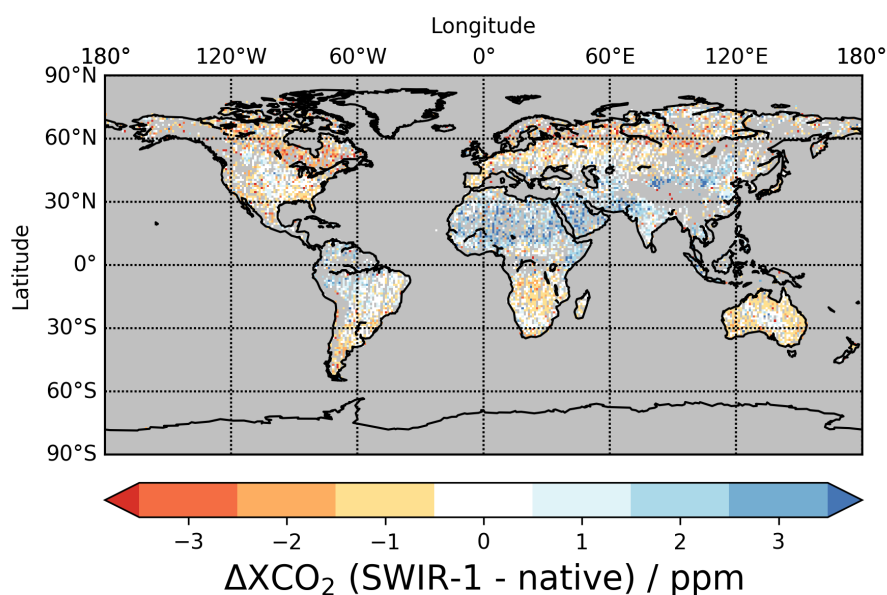 Longitude
180° 120°W 60°W 0° 60°E 120°E 180°
90°N
60°N
30°N
0°
30°S
60°S
90°S
Latitude
−3 −2 −1 0 1 2 3
ΔXCO₂ (SWIR-1 - native) / ppm